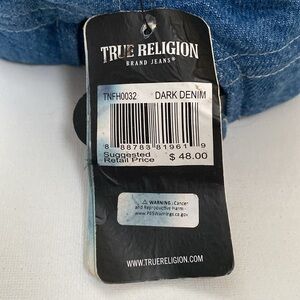 TRUE RELIGION
BRAND JEANS®
TNFH0032 DARK DENIM
8 88783 81961 9
Suggested
Retail Price $ 48.00
⚠ WARNING: Cancer
and Reproductive Harm -
www.P65Warnings.ca.gov
WWW.TRUERELIGION.COM